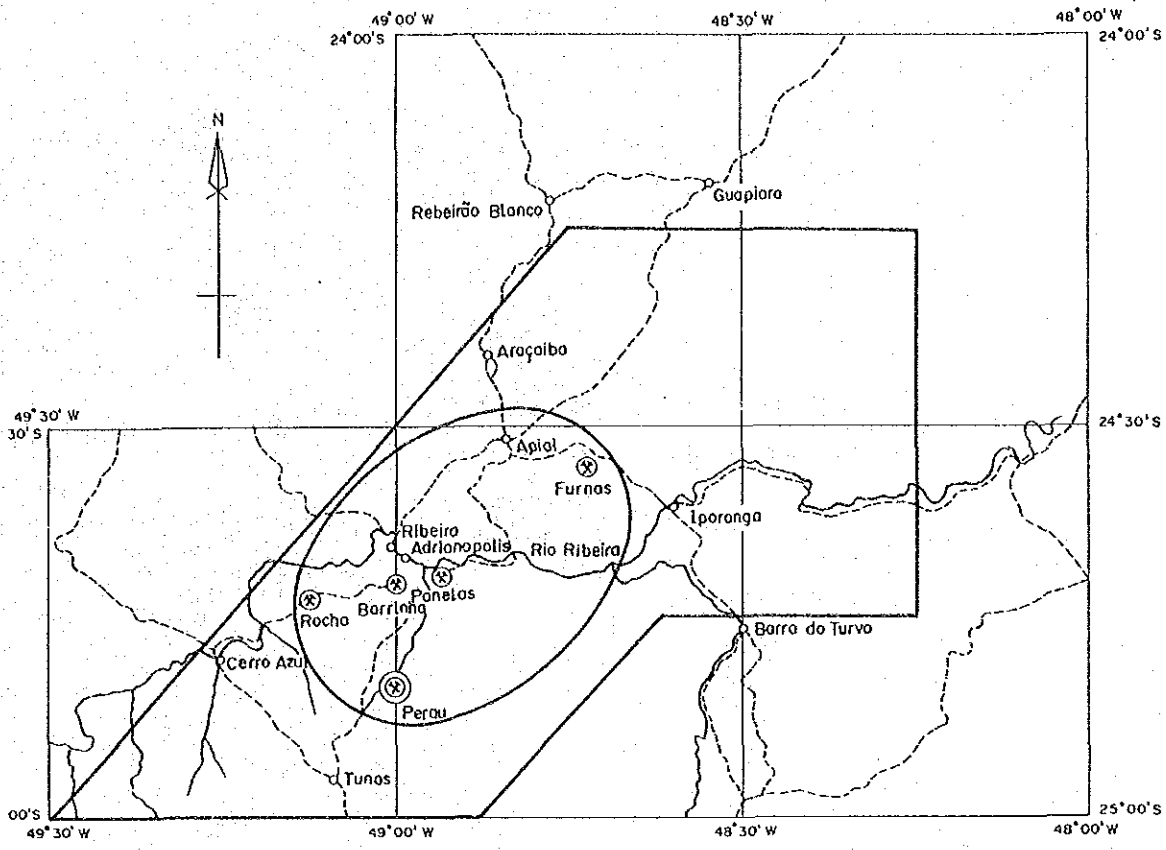 49°00' W
48°30' W
48°00' W
24°00'S
24°00'S
N
Guapiara
Rebeirão Blanco
Araçaiba
49°30' W
30'S
24°30'S
Apiaí
Furnas
Iporanga
Ribeira
Adrianopolis
Rio Ribeira
Panelas
Barrinha
Rocha
Barra do Turvo
Cerro Azul
Perau
Tunas
00'S
25°00'S
49°30' W
49°00' W
48°30' W
48°00' W